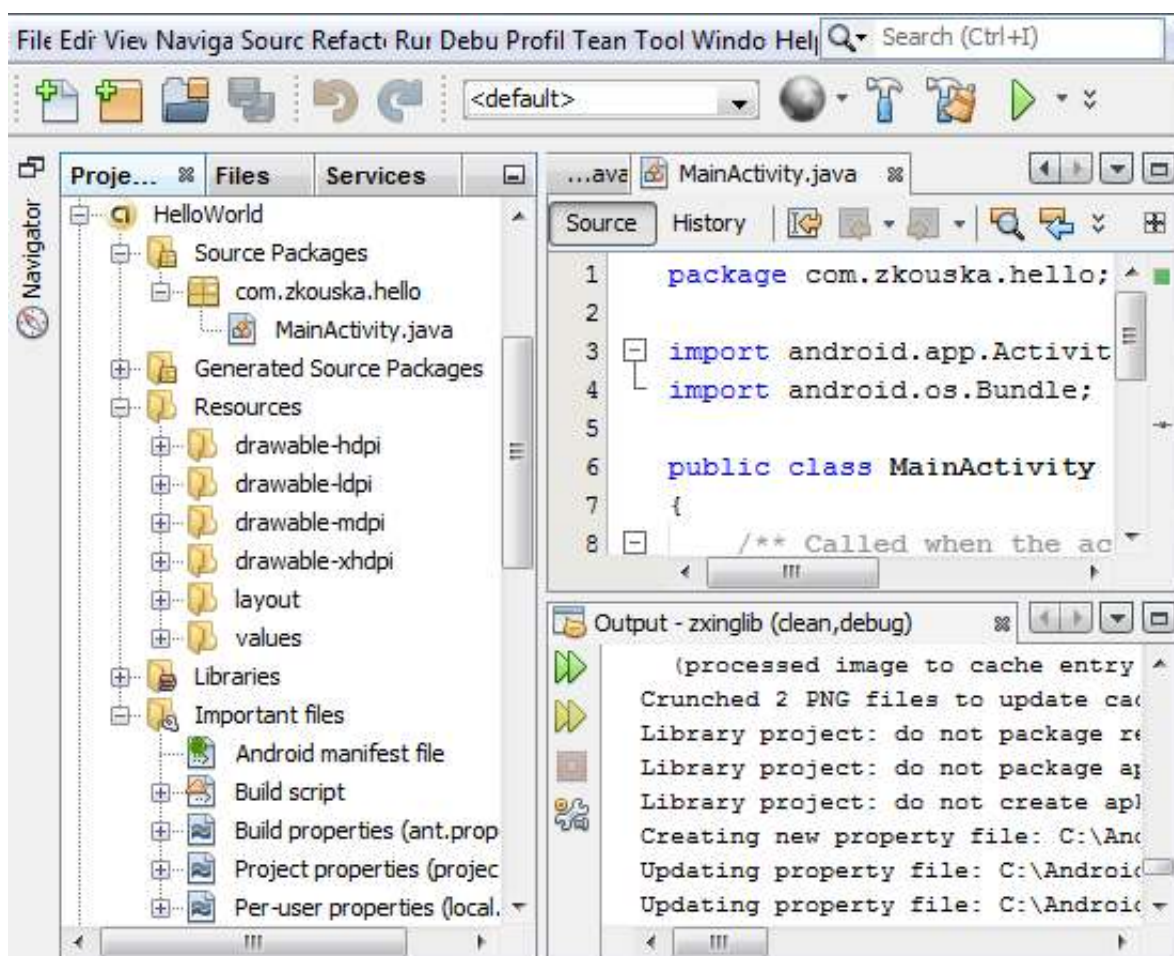 File Edit View Naviga Sourc Refact Run Debu Profil Tean Tool Windo Help Search (Ctrl+I)
<default>
Proje... Files Services
Navigator
HelloWorld
Source Packages
com.zkouska.hello
MainActivity.java
Generated Source Packages
Resources
drawable-hdpi
drawable-ldpi
drawable-mdpi
drawable-xhdpi
layout
values
Libraries
Important files
Android manifest file
Build script
Build properties (ant.prop
Project properties (projec
Per-user properties (local.
...ava MainActivity.java
Source History
1 package com.zkouska.hello;
2
3 import android.app.Activit
4 import android.os.Bundle;
5
6 public class MainActivity
7 {
8 /** Called when the ac
Output - zxinglib (clean,debug)
(processed image to cache entry
Crunched 2 PNG files to update cac
Library project: do not package re
Library project: do not package ap
Library project: do not create apk
Creating new property file: C:\And
Updating property file: C:\Android
Updating property file: C:\Android